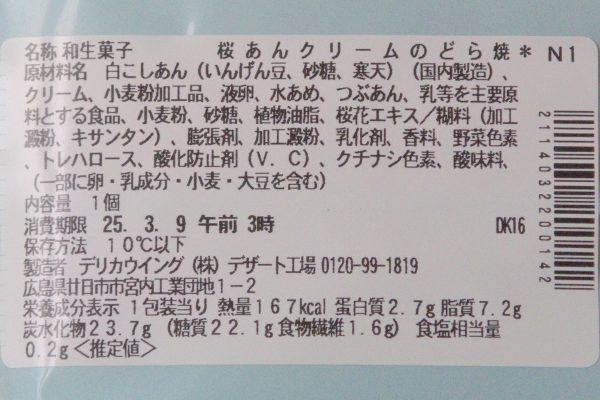 名称 和生菓子 桜あんクリームのどら焼* N1
原材料名 白こしあん（いんげん豆、砂糖、寒天）（国内製造）、
クリーム、小麦粉加工品、液卵、水あめ、つぶあん、乳等を主要原
料とする食品、小麦粉、砂糖、植物油脂、桜花エキス／糊料（加工
澱粉、キサンタン）、膨張剤、加工澱粉、乳化剤、香料、野菜色素
、トレハロース、酸化防止剤（V．C）、クチナシ色素、酸味料、
（一部に卵・乳成分・小麦・大豆を含む）
内容量 1個
消費期限 25. 3. 9 午前 3時 DK16
保存方法 10℃以下
製造者 デリカウイング（株）デザート工場 0120-99-1819
広島県廿日市市宮内工業団地1－2
栄養成分表示 1包装当り 熱量167kcal 蛋白質2.7g 脂質7.2g
炭水化物23.7g （糖質22.1g 食物繊維1.6g） 食塩相当量
0.2g＜推定値＞
2114032200142